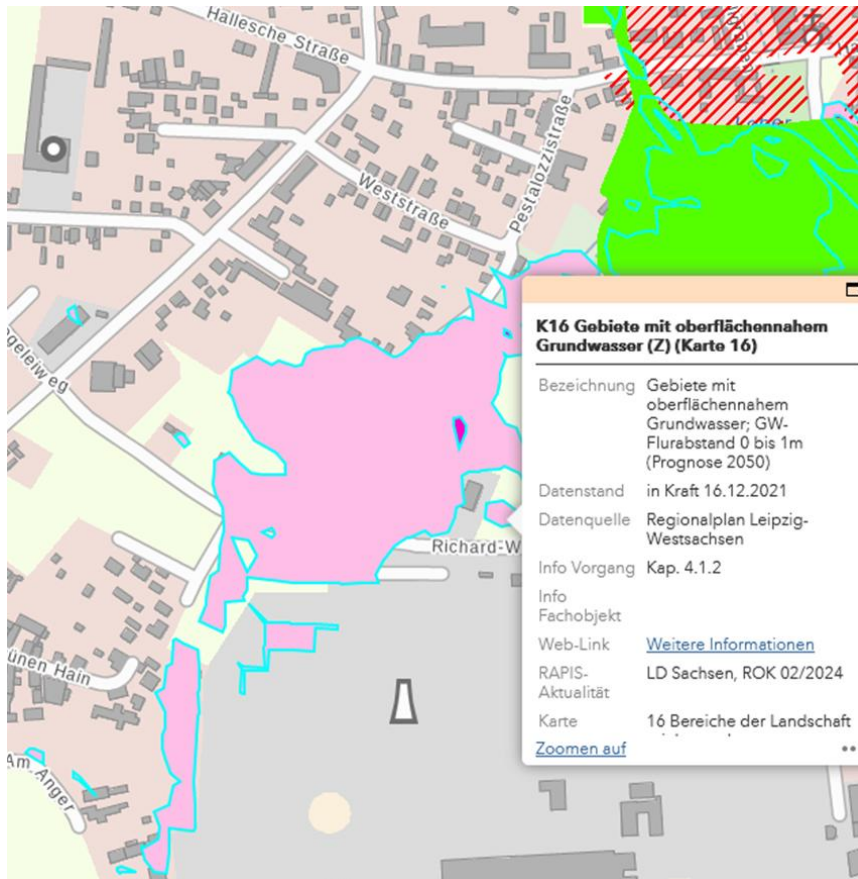 Hallesche Straße
Pestalozzistraße
Weststraße
K16 Gebiete mit oberflächennahem
Grundwasser (Z) (Karte 16)
Bezeichnung Gebiete mit
oberflächennahem
Grundwasser; GW-
Flurabstand 0 bis 1m
(Prognose 2050)
Datenstand in Kraft 16.12.2021
Datenquelle Regionalplan Leipzig-
Westsachsen
Info Vorgang Kap. 4.1.2
Info
Fachobjekt
Web-Link Weitere Informationen
RAPIS-
Aktualität LD Sachsen, ROK 02/2024
Karte 16 Bereiche der Landschaft
Zoomen auf
egeleiweg
Richard-W
ünen Hain
Am Anger